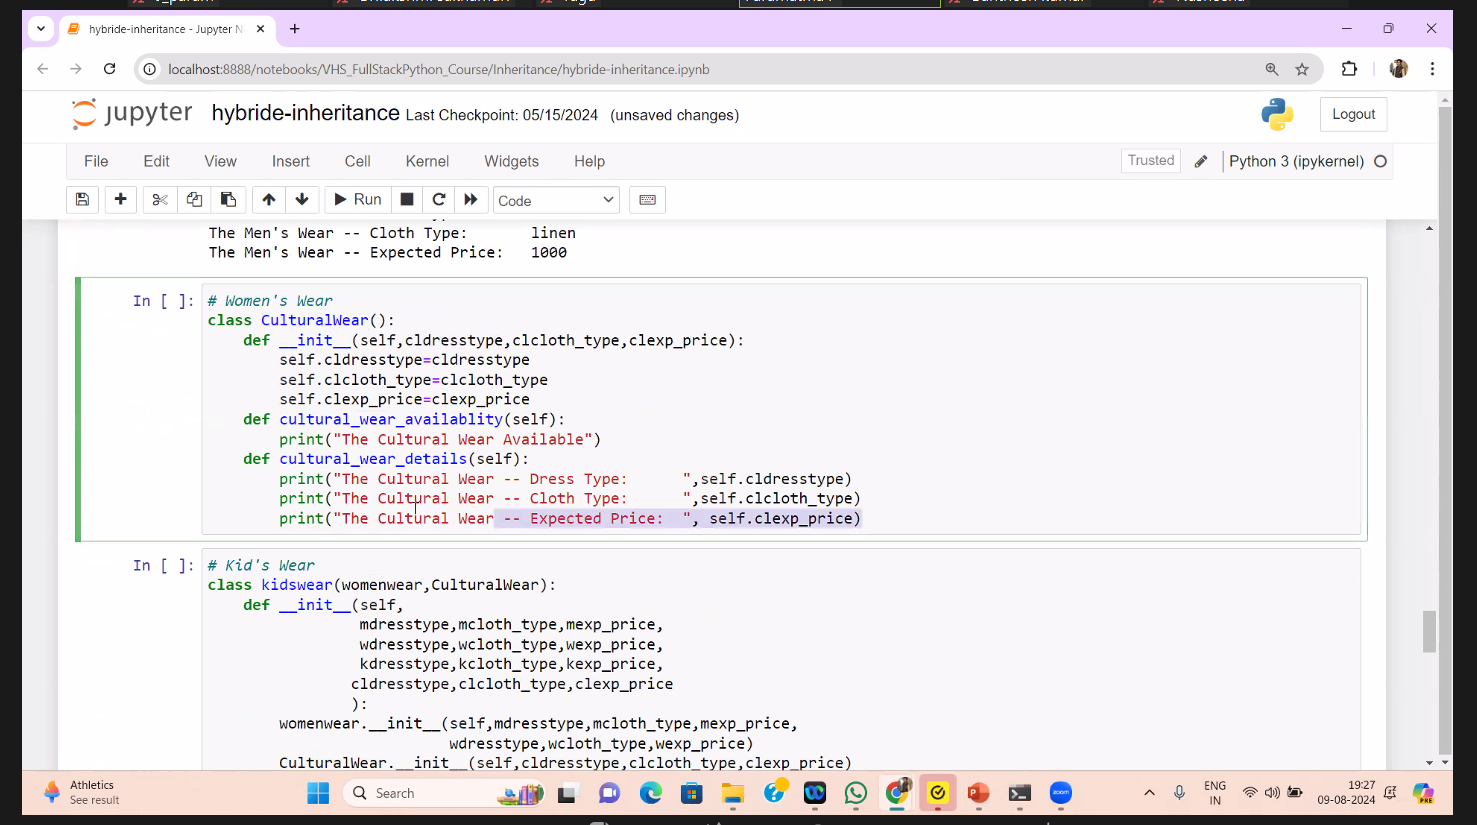 hybride-inheritance - Jupyter N
localhost:8888/notebooks/VHS_FullStackPython_Course/Inheritance/hybride-inheritance.ipynb
jupyter hybride-inheritance Last Checkpoint: 05/15/2024 (unsaved changes)
Logout
File Edit View Insert Cell Kernel Widgets Help
Trusted Python 3 (ipykernel)
Run Code
The Men's Wear -- Cloth Type: linen
The Men's Wear -- Expected Price: 1000
In [ ]: # Women's Wear
class CulturalWear():
def __init__(self,cldresstype,clcloth_type,clexp_price):
self.cldresstype=cldresstype
self.clcloth_type=clcloth_type
self.clexp_price=clexp_price
def cultural_wear_availablity(self):
print("The Cultural Wear Available")
def cultural_wear_details(self):
print("The Cultural Wear -- Dress Type: ",self.cldresstype)
print("The Cultural Wear -- Cloth Type: ",self.clcloth_type)
print("The Cultural Wear -- Expected Price: ", self.clexp_price)
In [ ]: # Kid's Wear
class kidswear(womenwear,CulturalWear):
def __init__(self,
mdresstype,mcloth_type,mexp_price,
wdresstype,wcloth_type,wexp_price,
kdresstype,kcloth_type,kexp_price,
cldresstype,clcloth_type,clexp_price
):
womenwear.__init__(self,mdresstype,mcloth_type,mexp_price,
wdresstype,wcloth_type,wexp_price)
CulturalWear.__init__(self,cldresstype,clcloth_type,clexp_price)
Athletics
See result
Search
zoom
ENG
IN
19:27
09-08-2024
PRE